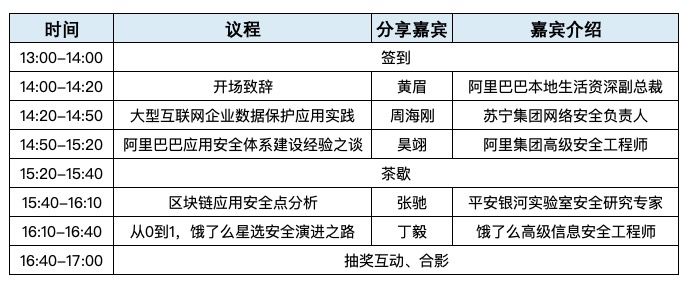 时间 议程 分享嘉宾 嘉宾介绍
13:00-14:00 签到
14:00-14:20 开场致辞 黄眉 阿里巴巴本地生活资深副总裁
14:20-14:50 大型互联网企业数据保护应用实践 周海刚 苏宁集团网络安全负责人
14:50-15:20 阿里巴巴应用安全体系建设经验之谈 昊翊 阿里集团高级安全工程师
15:20-15:40 茶歇
15:40-16:10 区块链应用安全点分析 张驰 平安银河实验室安全研究专家
16:10-16:40 从0到1，饿了么星选安全演进之路 丁毅 饿了么高级信息安全工程师
16:40-17:00 抽奖互动、合影